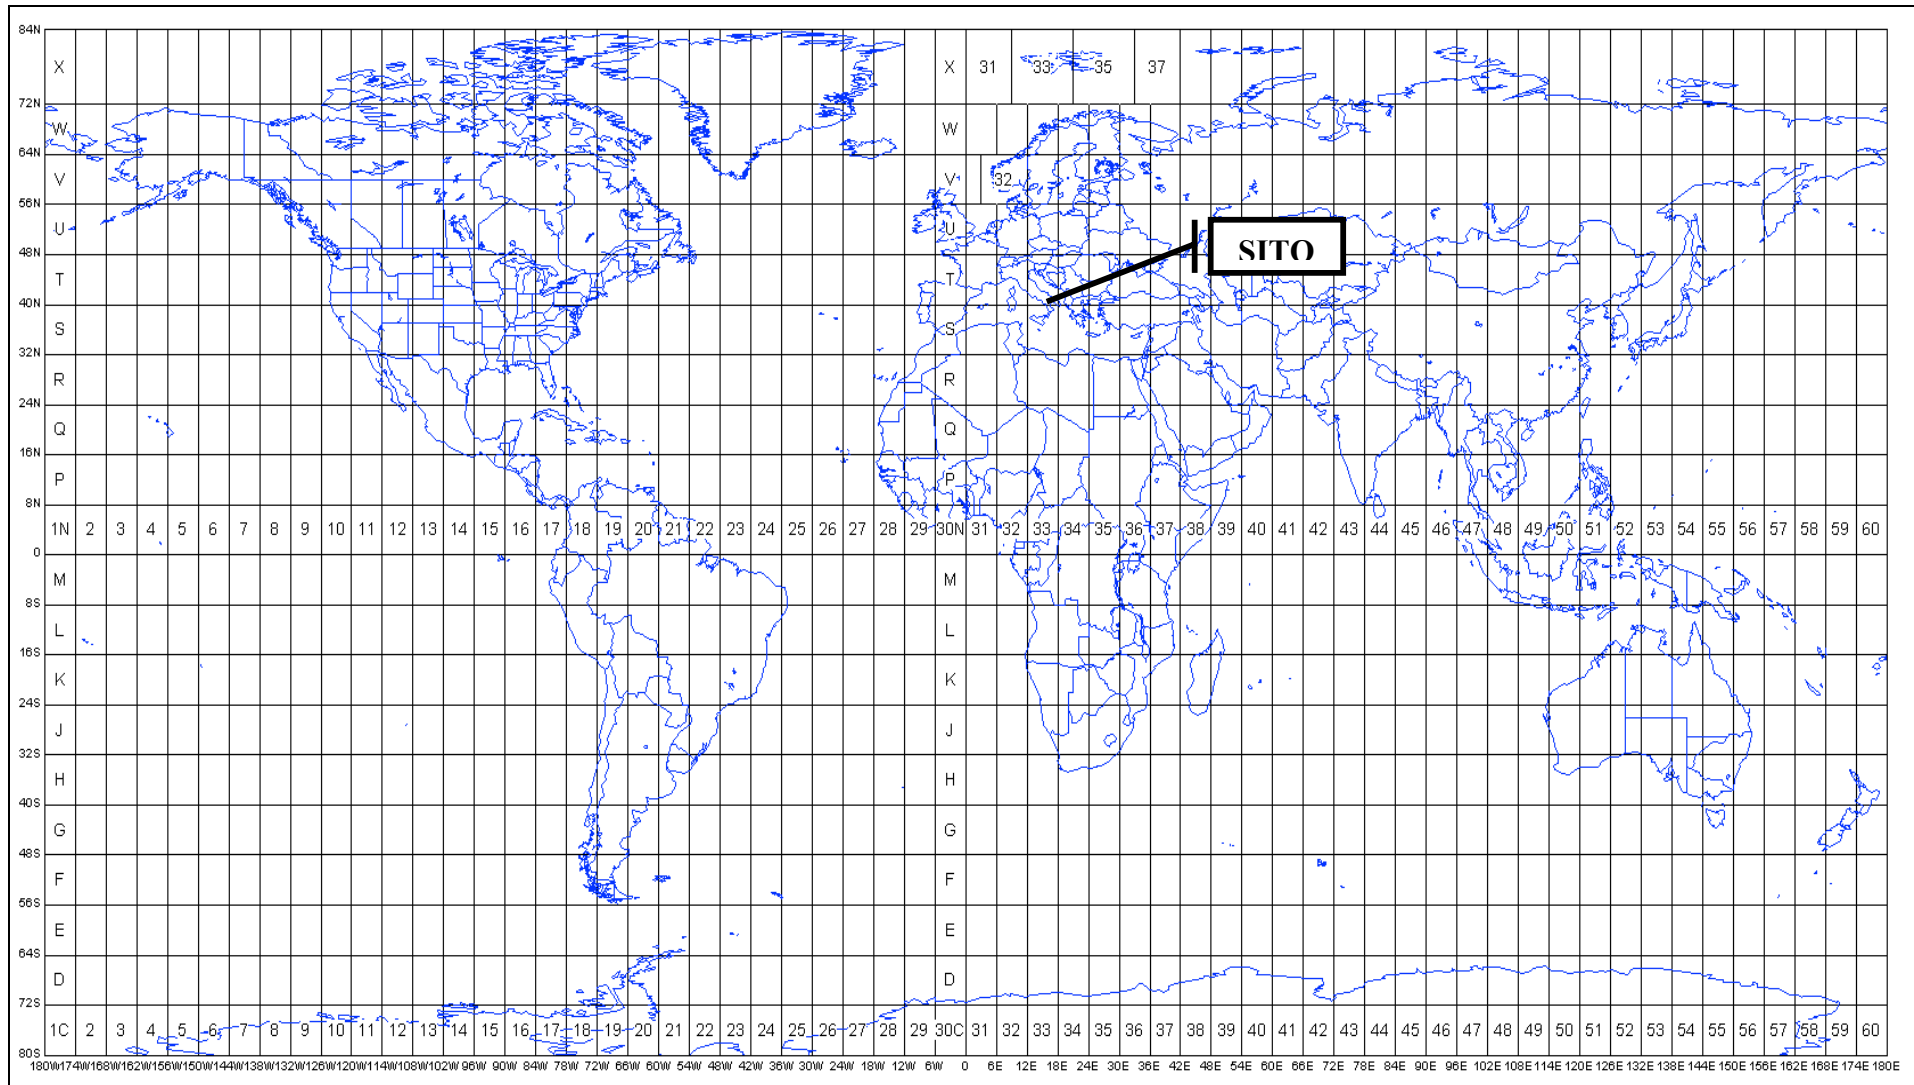 84N
X X 31 33 35 37
72N
W W
64N
V V 32
56N
U U
SITO
48N
T T
40N
S S
32N
R R
24N
Q Q
16N
P P
8N
1N 2 3 4 5 6 7 8 9 10 11 12 13 14 15 16 17 18 19 20 21 22 23 24 25 26 27 28 29 30N 31 32 33 34 35 36 37 38 39 40 41 42 43 44 45 46 47 48 49 50 51 52 53 54 55 56 57 58 59 60
0
M M
8S
L L
16S
K K
24S
J J
32S
H H
40S
G G
48S
F F
56S
E E
64S
D D
72S
1C 2 3 4 5 6 7 8 9 10 11 12 13 14 15 16 17 18 19 20 21 22 23 24 25 26 27 28 29 30C 31 32 33 34 35 36 37 38 39 40 41 42 43 44 45 46 47 48 49 50 51 52 53 54 55 56 57 58 59 60
80S
180W 174W 168W 162W 156W 150W 144W 138W 132W 126W 120W 114W 108W 102W 96W 90W 84W 78W 72W 66W 60W 54W 48W 42W 36W 30W 24W 18W 12W 6W 0 6E 12E 18E 24E 30E 36E 42E 48E 54E 60E 66E 72E 78E 84E 90E 96E 102E 108E 114E 120E 126E 132E 138E 144E 150E 156E 162E 168E 174E 180E